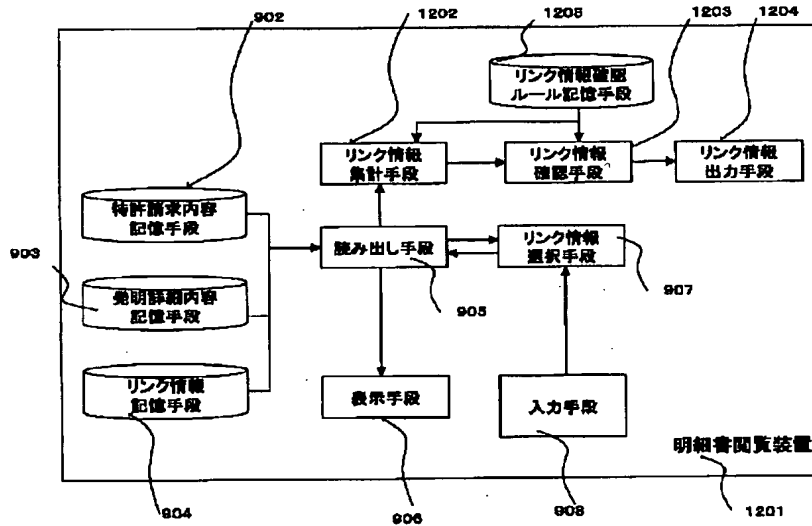 902
1202
1205
1203
1204
リンク情報確認
ルール記憶手段
リンク情報
集計手段
リンク情報
確認手段
リンク情報
出力手段
特許請求内容
記憶手段
903
読み出し手段
リンク情報
選択手段
発明詳細内容
記憶手段
905
907
リンク情報
記憶手段
表示手段
入力手段
明細書閲覧装置
904
906
908
1201